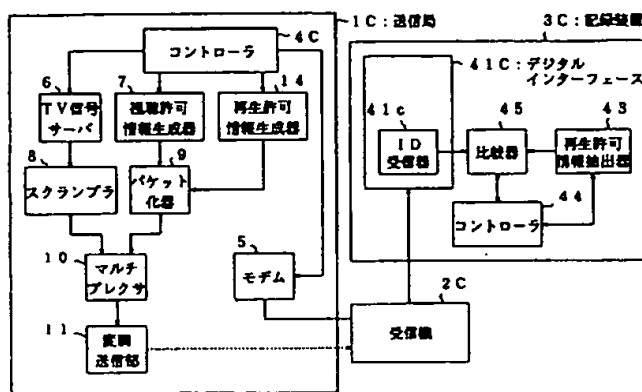 1C:送信局
3C:記録装置
4C
コントローラ
41C:デジタル
インターフェース
6
7
14
TV信号
サーバ
視聴許可
情報生成器
再生許可
情報生成器
41c
45
43
ID
受信器
比較器
再生許可
情報抽出器
8
9
スクランブラ
パケット
化器
44
コントローラ
5
10
マルチ
プレクサ
モデム
2C
受信機
11
変調
送信部